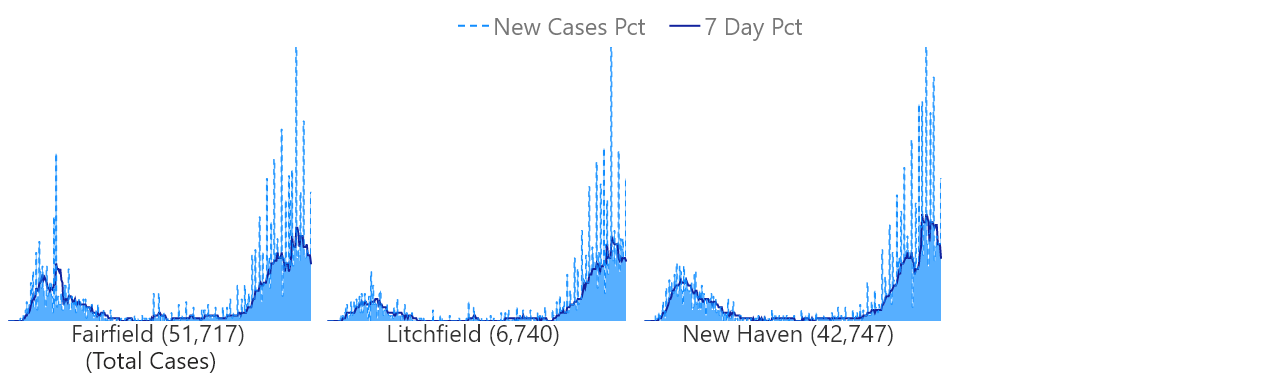 New Cases Pct 7 Day Pct
Fairfield (51,717) Litchfield (6,740) New Haven (42,747)
(Total Cases)